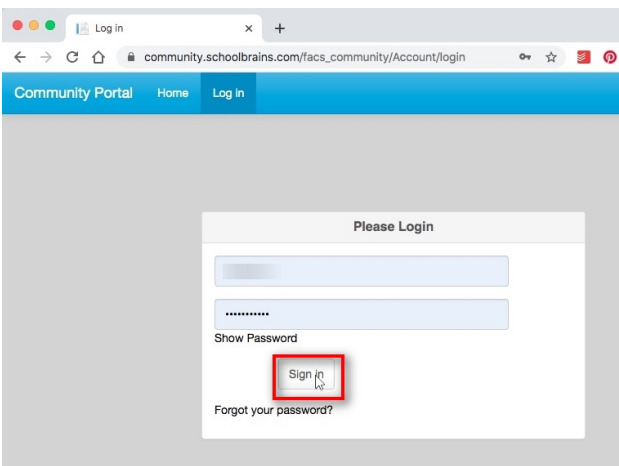 Log in
community.schoolbrains.com/facs_community/Account/login
Community Portal Home Log in
Please Login
•••••••••••
Show Password
Sign in
Forgot your password?